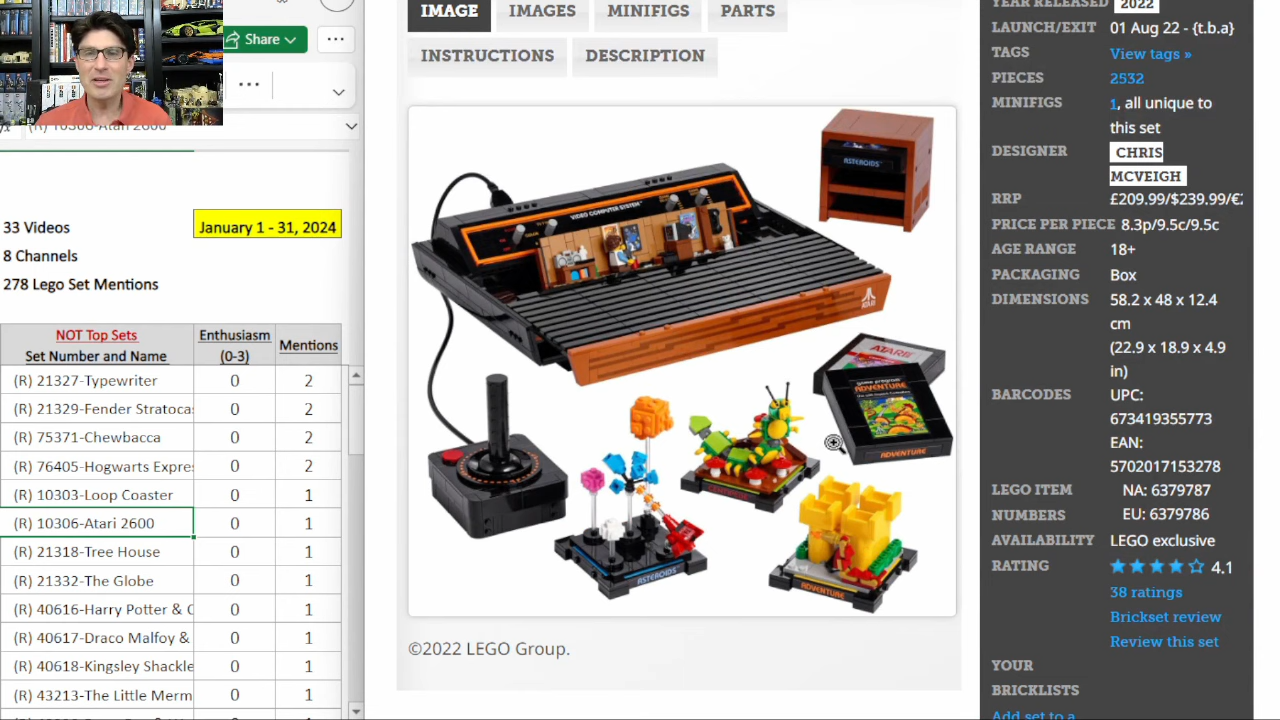 Share
(R) 10306-Atari 2600
33 Videos
January 1 - 31, 2024
8 Channels
278 Lego Set Mentions
NOT Top Sets
Set Number and Name
Enthusiasm
(0-3)
Mentions
(R) 21327-Typewriter 0 2
(R) 21329-Fender Stratoca 0 2
(R) 75371-Chewbacca 0 2
(R) 76405-Hogwarts Expre 0 2
(R) 10303-Loop Coaster 0 1
(R) 10306-Atari 2600 0 1
(R) 21318-Tree House 0 1
(R) 21332-The Globe 0 1
(R) 40616-Harry Potter & C 0 1
(R) 40617-Draco Malfoy & 0 1
(R) 40618-Kingsley Shackle 0 1
(R) 43213-The Little Merm 0 1
IMAGE IMAGES MINIFIGS PARTS
INSTRUCTIONS DESCRIPTION
ASTEROIDS
VIDEO COMPUTER SYSTEM
ATARI
ATARI
game program
ADVENTURE
ADVENTURE
CENTIPEDE
ASTEROIDS
ADVENTURE
©2022 LEGO Group.
YEAR RELEASED 2022
LAUNCH/EXIT 01 Aug 22 - {t.b.a}
TAGS View tags »
PIECES 2532
MINIFIGS 1, all unique to
this set
DESIGNER CHRIS
MCVEIGH
RRP £209.99/$239.99/€
PRICE PER PIECE 8.3p/9.5c/9.5c
AGE RANGE 18+
PACKAGING Box
DIMENSIONS 58.2 x 48 x 12.4
cm
(22.9 x 18.9 x 4.9
in)
BARCODES UPC:
673419355773
EAN:
5702017153278
LEGO ITEM NA: 6379787
NUMBERS EU: 6379786
AVAILABILITY LEGO exclusive
RATING 4.1
38 ratings
Brickset review
Review this set
YOUR
BRICKLISTS
Add set to a